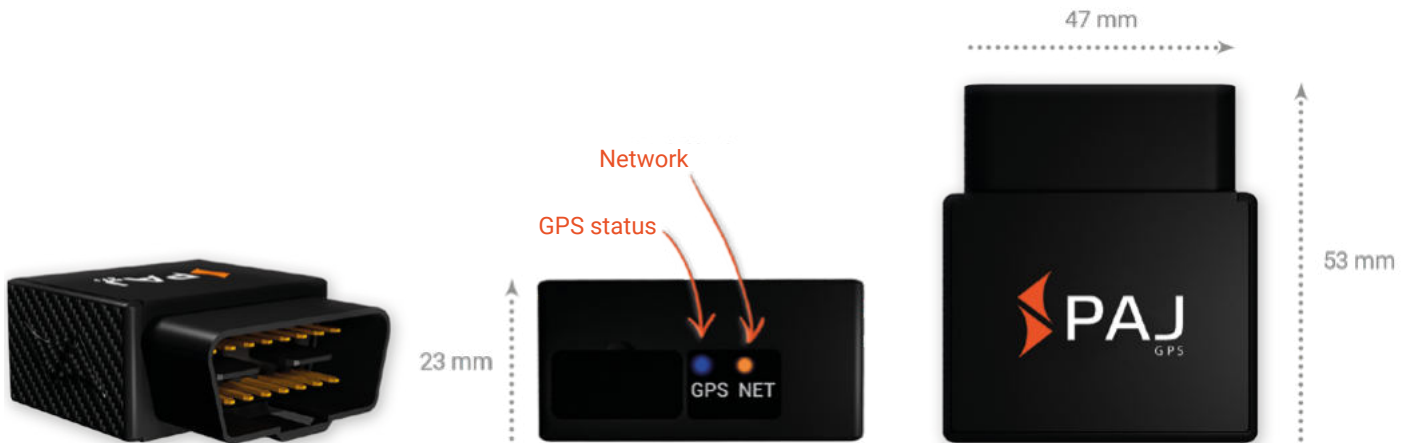 47 mm
Network
GPS status
53 mm
PAJ
GPS
PAJ
23 mm
GPS NET